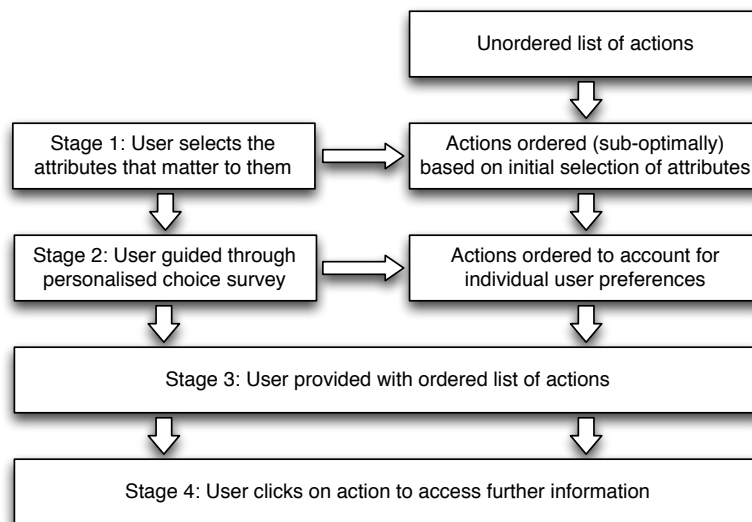 Unordered list of actions
Stage 1: User selects the
attributes that matter to them
Actions ordered (sub-optimally)
based on initial selection of attributes
Stage 2: User guided through
personalised choice survey
Actions ordered to account for
individual user preferences
Stage 3: User provided with ordered list of actions
Stage 4: User clicks on action to access further information